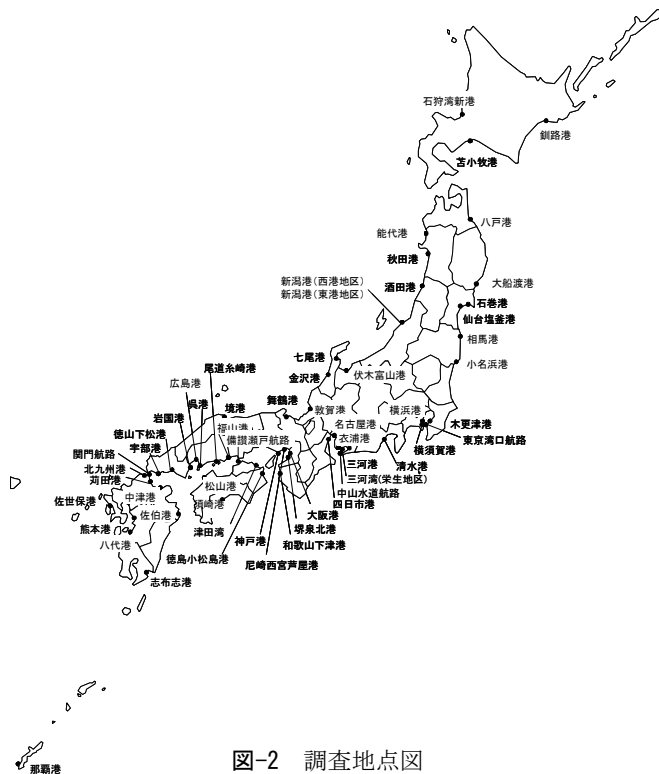 石狩湾新港
釧路港
苫小牧港
八戸港
能代港
秋田港
大船渡港
新潟港(西港地区)
新潟港(東港地区)
酒田港
石巻港
仙台塩釜港
相馬港
七尾港
小名浜港
尾道糸崎港
金沢港
伏木富山港
広島港
呉港
舞鶴港
境港
岩国港
敦賀港
横浜港
福山港
名古屋港
木更津港
徳山下松港
備讃瀬戸航路
衣浦港
東京湾口航路
宇部港
横須賀港
関門航路
三河港
清水港
北九州港
三河湾(栄生地区)
苅田港
松山港
中山水道航路
中津港
大阪港
四日市港
佐世保港
須崎港
佐伯港
堺泉北港
熊本港
津田湾
神戸港
和歌山下津港
八代港
徳島小松島港
尼崎西宮芦屋港
志布志港
那覇港
図-2 調査地点図